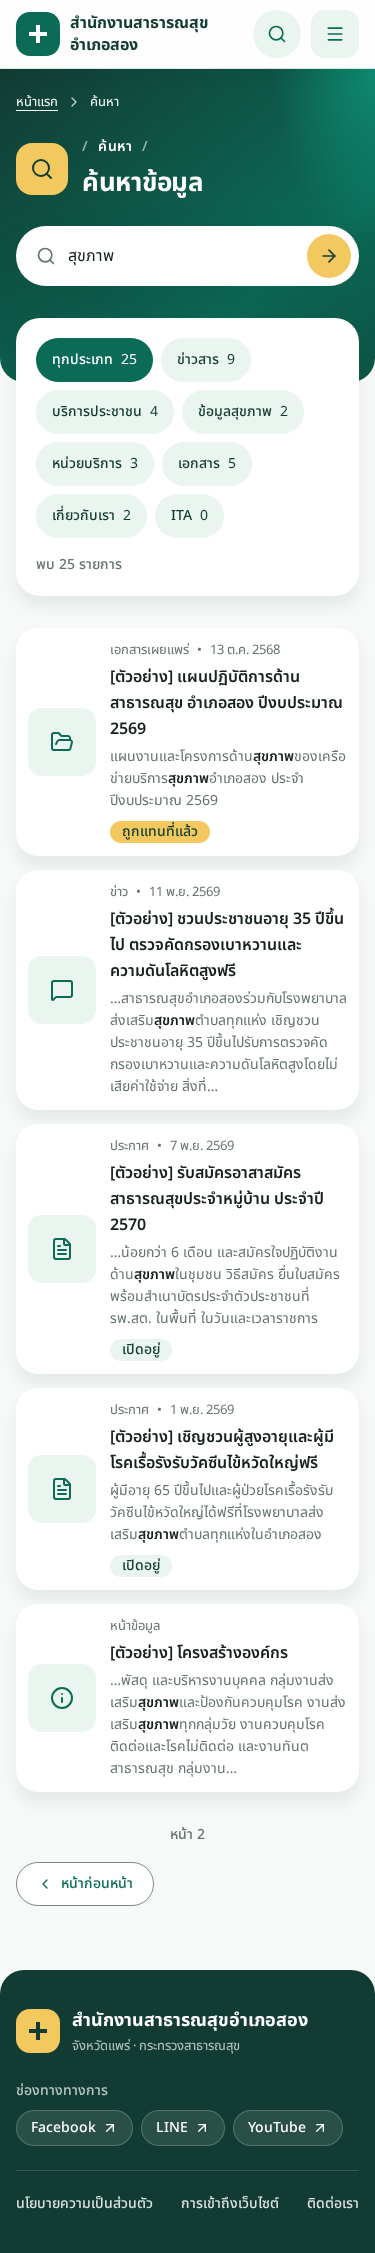 สำนักงานสาธารณสุข
อำเภอสอง
หน้าแรก > ค้นหา
/ ค้นหา /
ค้นหาข้อมูล
สุขภาพ
ทุกประเภท 25
ข่าวสาร 9
บริการประชาชน 4
ข้อมูลสุขภาพ 2
หน่วยบริการ 3
เอกสาร 5
เกี่ยวกับเรา 2
ITA 0
พบ 25 รายการ
เอกสารเผยแพร่ • 13 ต.ค. 2568
[ตัวอย่าง] แผนปฏิบัติการด้าน
สาธารณสุข อำเภอสอง ปีงบประมาณ
2569
แผนงานและโครงการด้านสุขภาพของเครือ
ข่ายบริการสุขภาพอำเภอสอง ประจำ
ปีงบประมาณ 2569
ถูกแทนที่แล้ว
ข่าว • 11 พ.ย. 2569
[ตัวอย่าง] ชวนประชาชนอายุ 35 ปีขึ้น
ไป ตรวจคัดกรองเบาหวานและ
ความดันโลหิตสูงฟรี
…สาธารณสุขอำเภอสองร่วมกับโรงพยาบาล
ส่งเสริมสุขภาพตำบลทุกแห่ง เชิญชวน
ประชาชนอายุ 35 ปีขึ้นไปรับการตรวจคัด
กรองเบาหวานและความดันโลหิตสูงโดยไม่
เสียค่าใช้จ่าย สิ่งที่…
ประกาศ • 7 พ.ย. 2569
[ตัวอย่าง] รับสมัครอาสาสมัคร
สาธารณสุขประจำหมู่บ้าน ประจำปี
2570
…น้อยกว่า 6 เดือน และสมัครใจปฏิบัติงาน
ด้านสุขภาพในชุมชน วิธีสมัคร ยื่นใบสมัคร
พร้อมสำเนาบัตรประจำตัวประชาชนที่
รพ.สต. ในพื้นที่ ในวันและเวลาราชการ
เปิดอยู่
ประกาศ • 1 พ.ย. 2569
[ตัวอย่าง] เชิญชวนผู้สูงอายุและผู้มี
โรคเรื้อรังรับวัคซีนไข้หวัดใหญ่ฟรี
ผู้มีอายุ 65 ปีขึ้นไปและผู้ป่วยโรคเรื้อรังรับ
วัคซีนไข้หวัดใหญ่ได้ฟรีที่โรงพยาบาลส่ง
เสริมสุขภาพตำบลทุกแห่งในอำเภอสอง
เปิดอยู่
หน้าข้อมูล
[ตัวอย่าง] โครงสร้างองค์กร
…พัสดุ และบริหารงานบุคคล กลุ่มงานส่ง
เสริมสุขภาพและป้องกันควบคุมโรค งานส่ง
เสริมสุขภาพทุกกลุ่มวัย งานควบคุมโรค
ติดต่อและโรคไม่ติดต่อ และงานทันต
สาธารณสุข กลุ่มงาน…
หน้า 2
หน้าก่อนหน้า
สำนักงานสาธารณสุขอำเภอสอง
จังหวัดแพร่ · กระทรวงสาธารณสุข
ช่องทางทางการ
Facebook
LINE
YouTube
นโยบายความเป็นส่วนตัว
การเข้าถึงเว็บไซต์
ติดต่อเรา